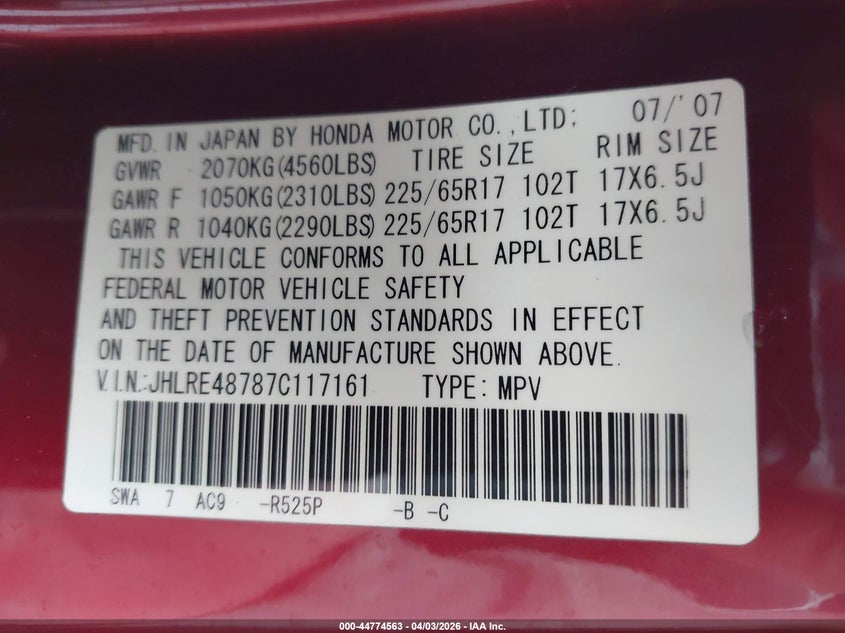 MFD. IN JAPAN BY HONDA MOTOR CO.,LTD; 07/'07
GVWR 2070KG(4560LBS) TIRE SIZE RIM SIZE
GAWR F 1050KG(2310LBS) 225/65R17 102T 17X6.5J
GAWR R 1040KG(2290LBS) 225/65R17 102T 17X6.5J
THIS VEHICLE CONFORMS TO ALL APPLICABLE
FEDERAL MOTOR VEHICLE SAFETY
AND THEFT PREVENTION STANDARDS IN EFFECT
ON THE DATE OF MANUFACTURE SHOWN ABOVE.
V.I.N.:JHLRE48787C117161 TYPE: MPV
SWA 7 AC9 -R525P -B -C
000-44774563 - 04/03/2026 - IAA Inc.